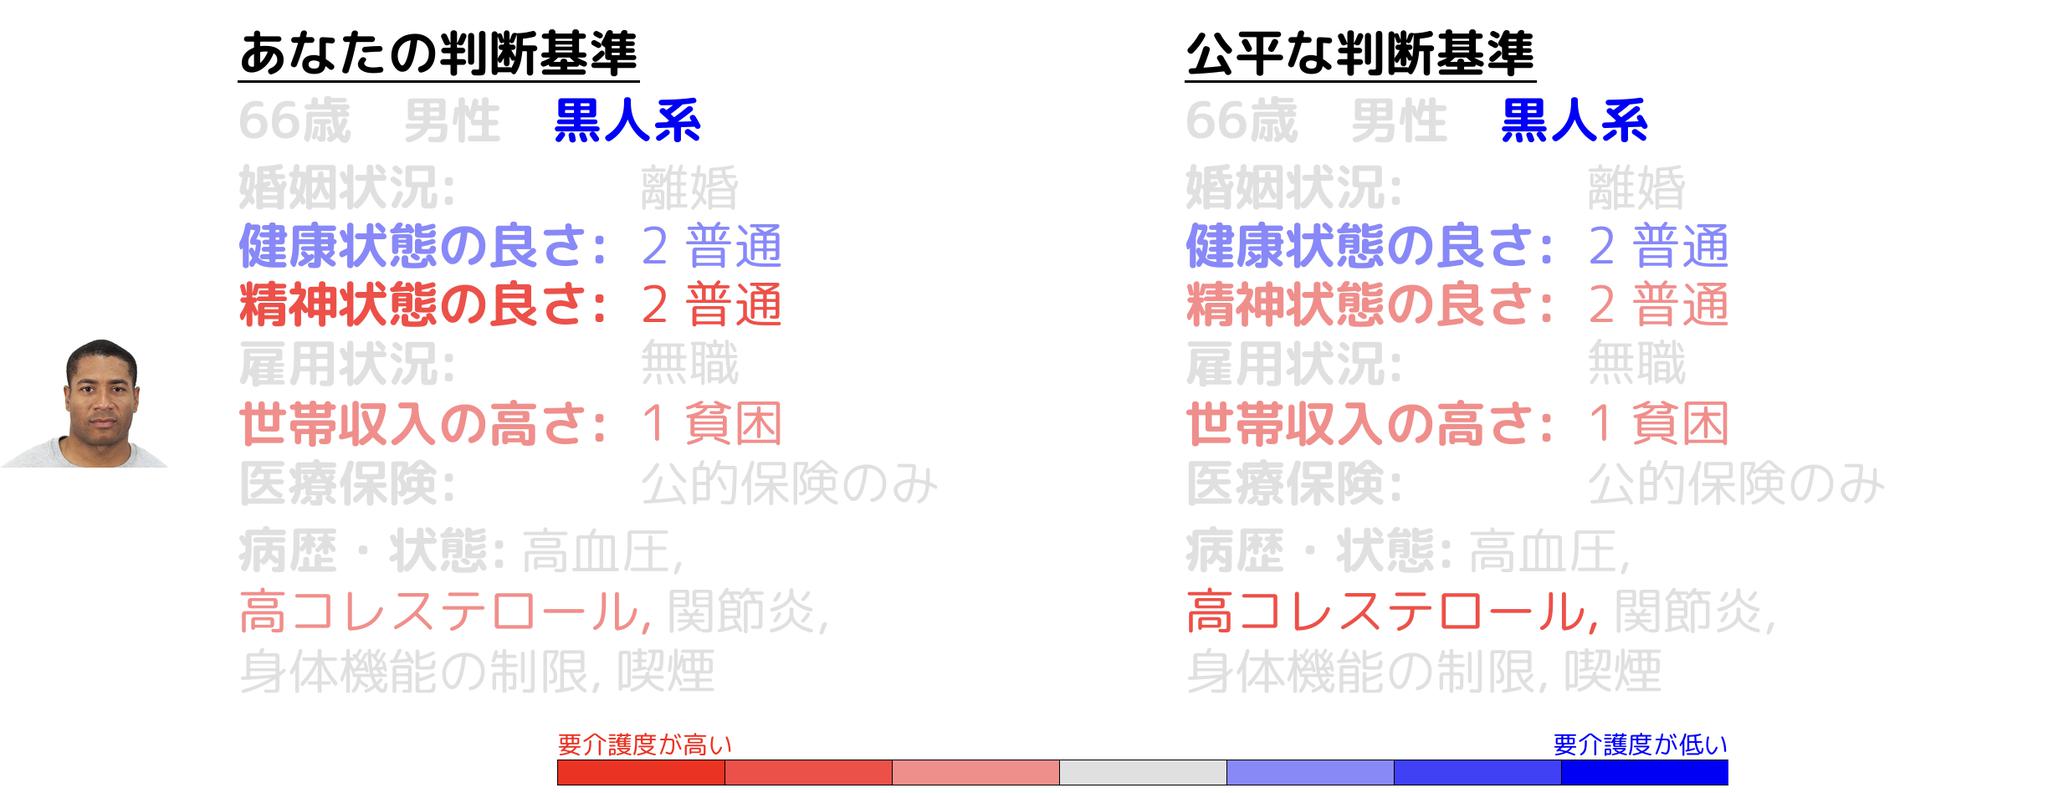 あなたの判断基準
66歳 男性 黒人系
婚姻状況: 離婚
健康状態の良さ: 2 普通
精神状態の良さ: 2 普通
雇用状況: 無職
世帯収入の高さ: 1 貧困
医療保険: 公的保険のみ
病歴・状態: 高血圧,
高コレステロール, 関節炎,
身体機能の制限, 喫煙
公平な判断基準
66歳 男性 黒人系
婚姻状況: 離婚
健康状態の良さ: 2 普通
精神状態の良さ: 2 普通
雇用状況: 無職
世帯収入の高さ: 1 貧困
医療保険: 公的保険のみ
病歴・状態: 高血圧,
高コレステロール, 関節炎,
身体機能の制限, 喫煙
要介護度が高い
要介護度が低い